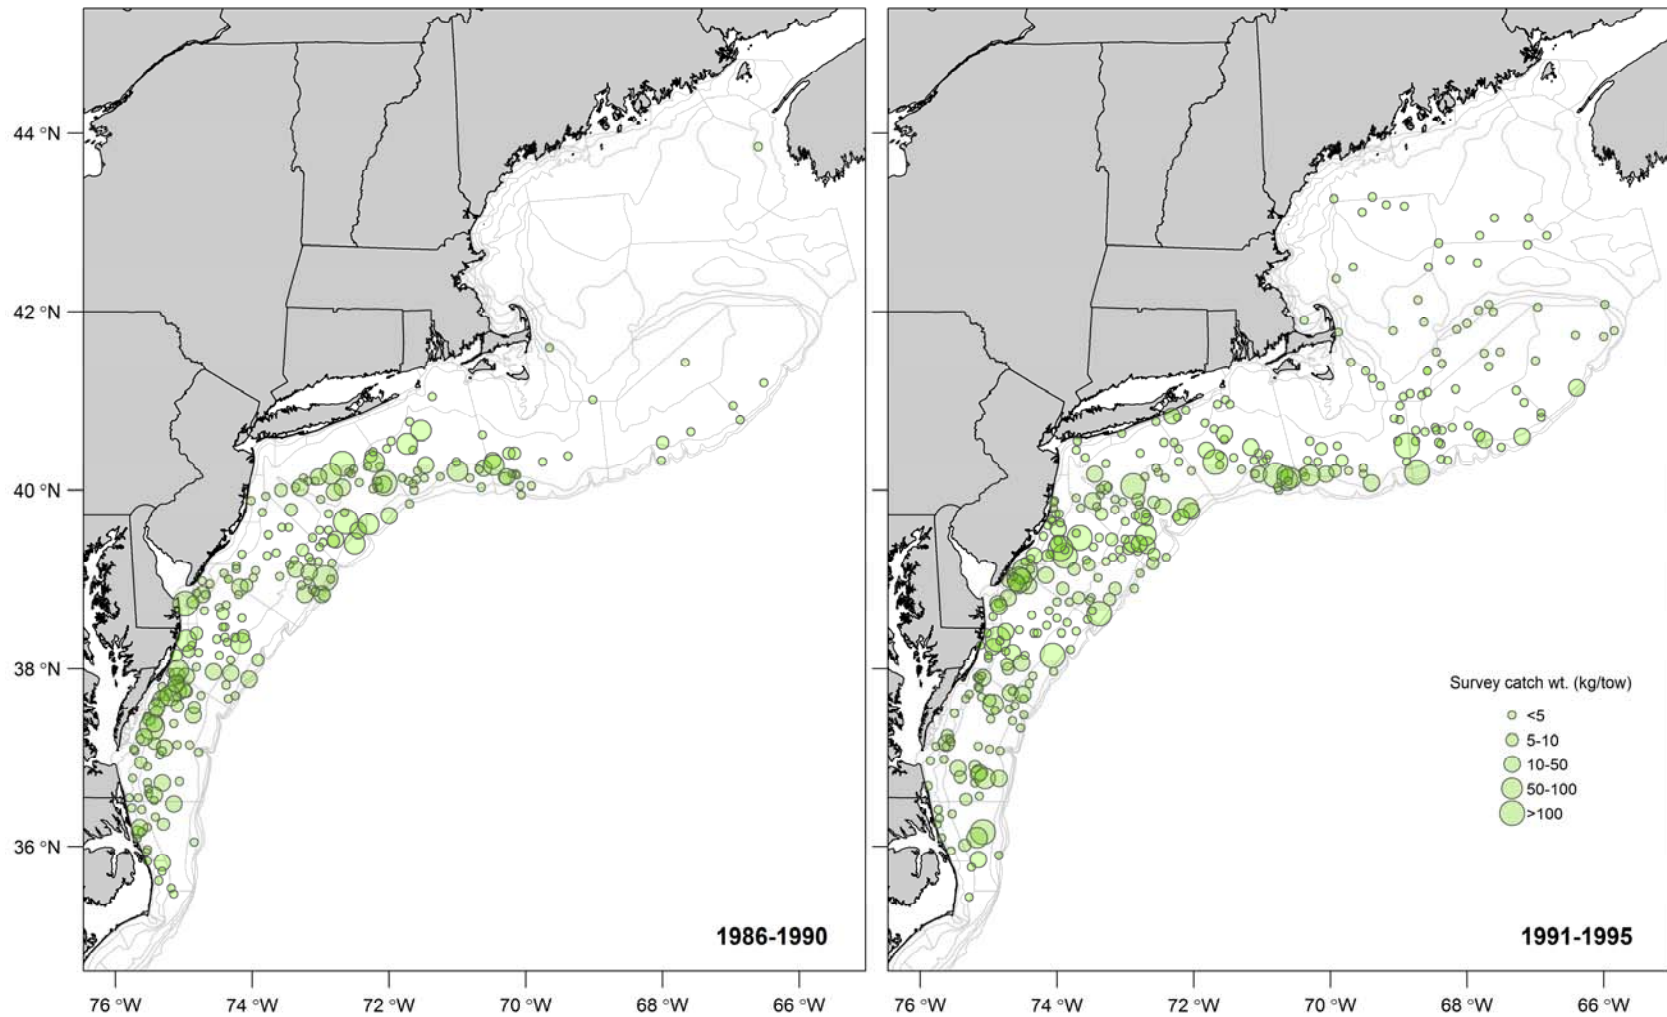 44 °N
42 °N
40 °N
38 °N
36 °N
1986-1990
76 °W 74 °W 72 °W 70 °W 68 °W 66 °W
Survey catch wt. (kg/tow)
<5
5-10
10-50
50-100
>100
1991-1995
76 °W 74 °W 72 °W 70 °W 68 °W 66 °W